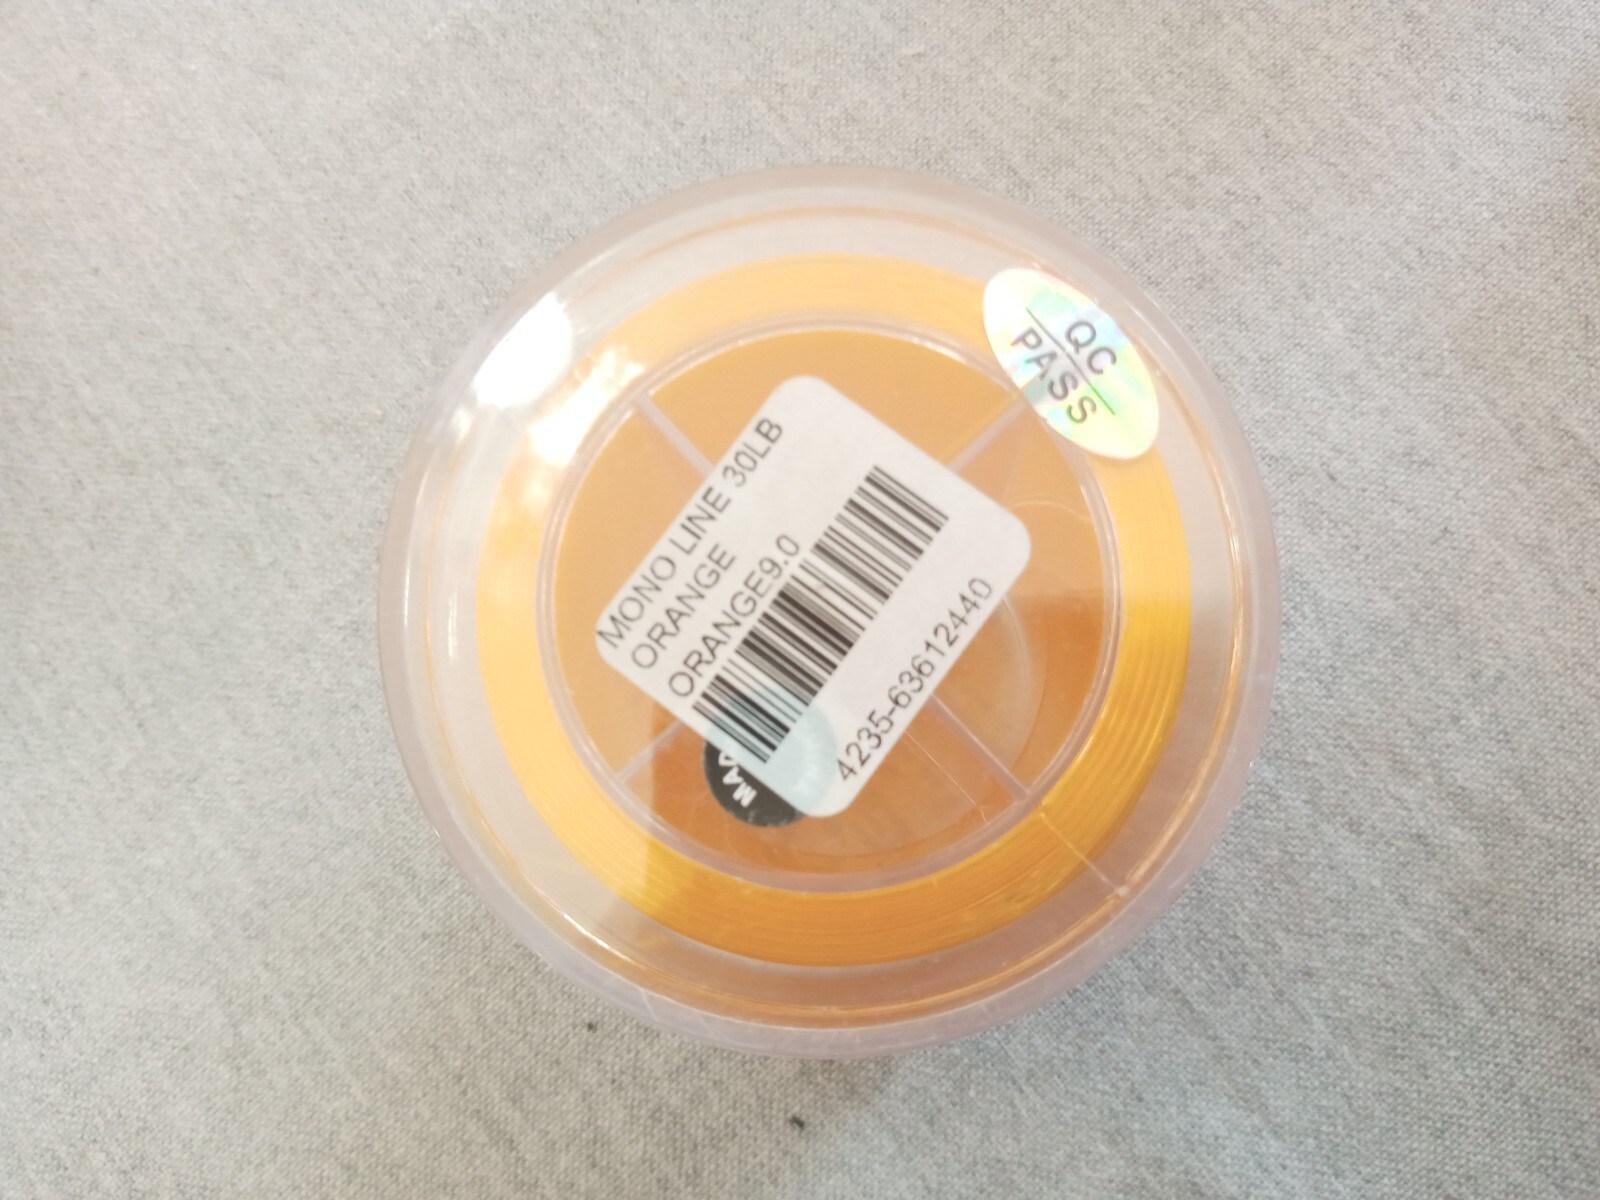 MONO LINE 30LB
ORANGE
ORANGE9.0
4235-63612440
QC
PASS